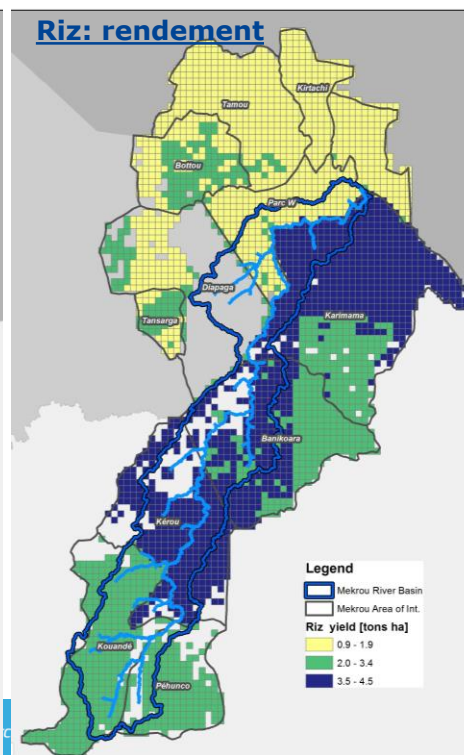 Riz: rendement
Kirtachi
Tamou
Bottou
Parc W
Diapaga
Karimama
Tansarga
Banikoara
Kérou
Kouandé
Péhunco
Legend
Mekrou River Basin
Mekrou Area of Int.
Riz yield [tons ha]
0.9 - 1.9
2.0 - 3.4
3.5 - 4.5